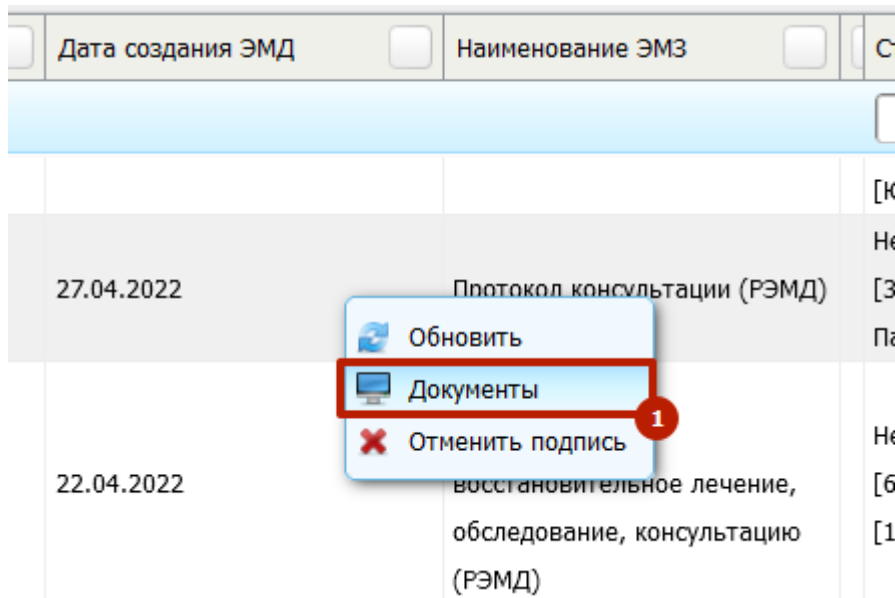 Дата создания ЭМД
Наименование ЭМЗ
27.04.2022
Протокол консультации (РЭМД)
Обновить
Документы
1
Отменить подпись
22.04.2022
восстановительное лечение,
обследование, консультацию
(РЭМД)